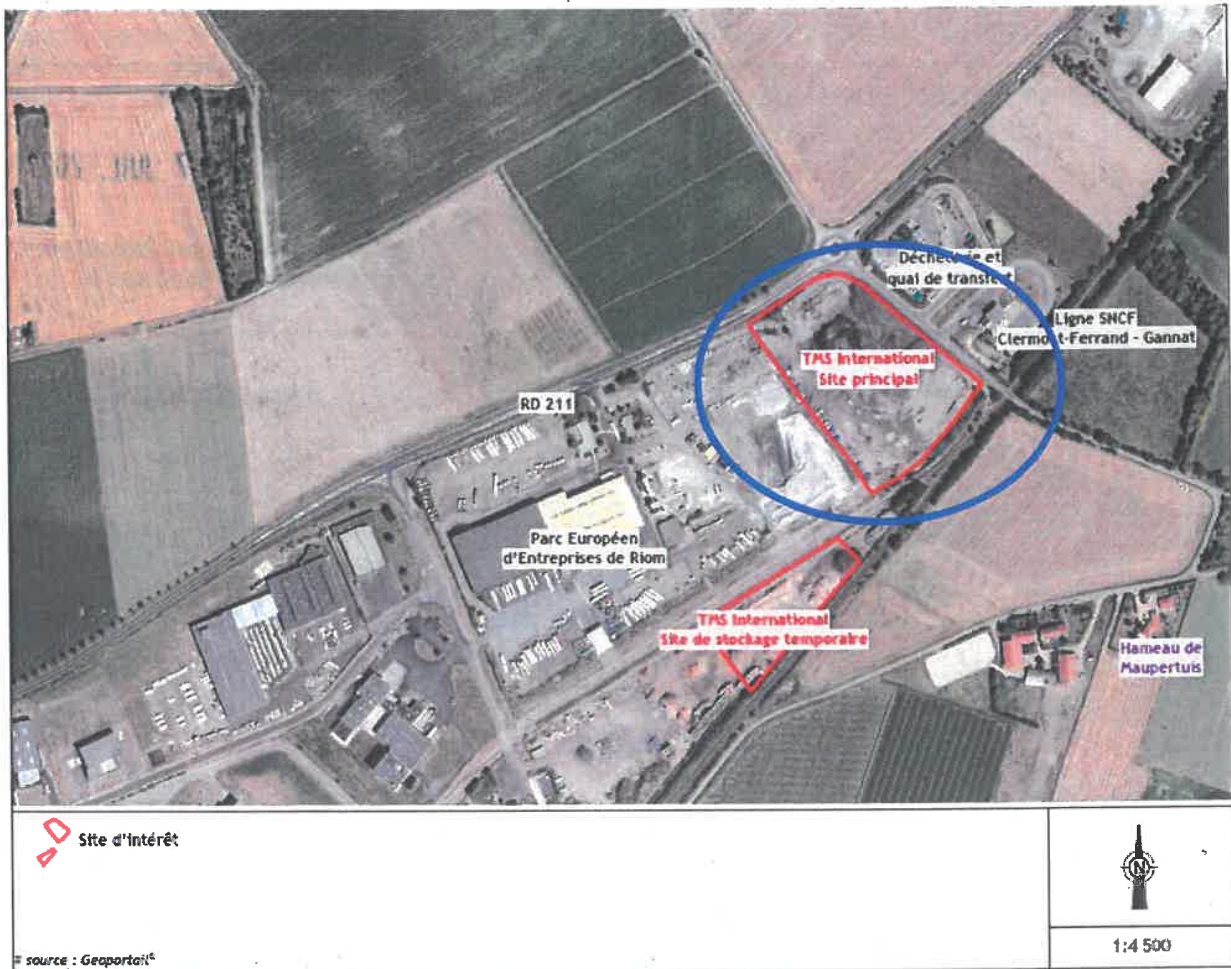 Déchèterie et
quai de transfert
Ligne SNCF
Clermont-Ferrand - Gannat
TMS International
Site principal
RD 211
Parc Européen
d'Entreprises de Riom
TMS International
Site de stockage temporaire
Hameau de
Maupertuis
Site d'intérêt
N
1:4 500
source : Geoportail